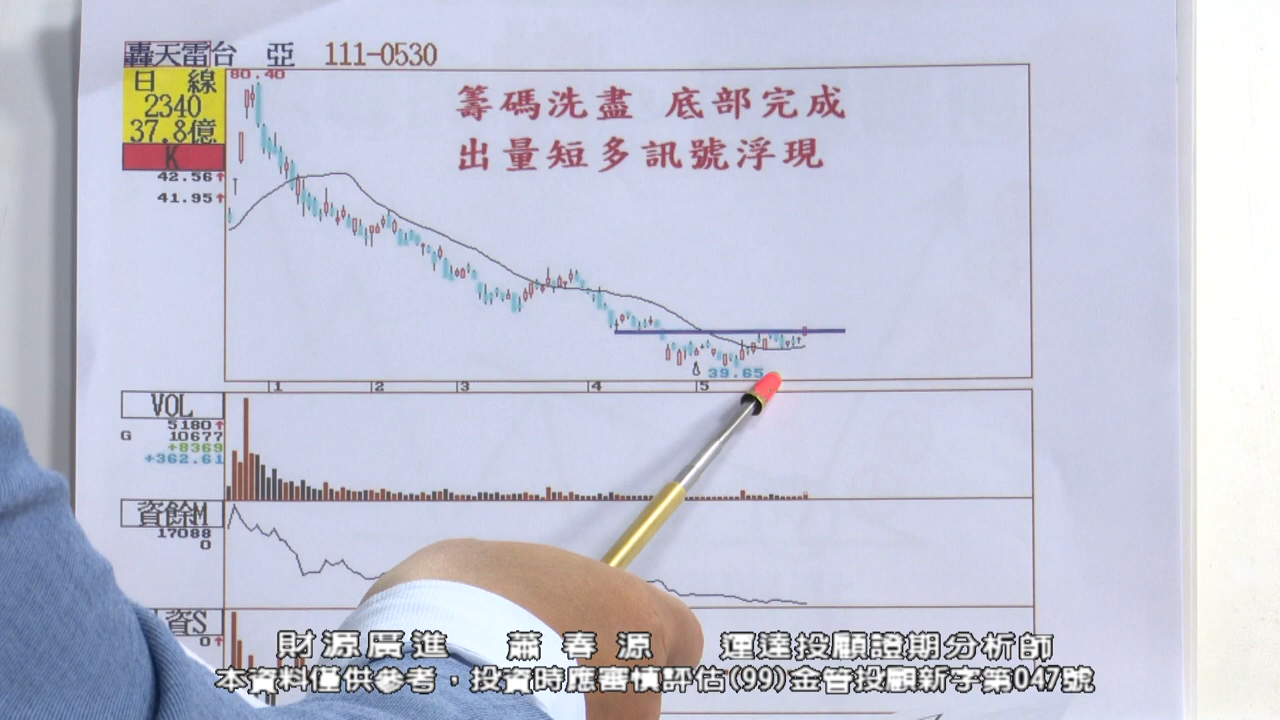 轟天雷台 亞 111-0530
日 線
2340
37.8億
K
42.56↑
41.95↑
80.40
籌碼洗盡 底部完成
出量短多訊號浮現
39.65
1 2 3 4 5
VOL
5180↑
G 10677
+8369
+362.61
資餘M
17088
0
資S
0↑
財源廣進 蕭春源 運達投顧證期分析師
本資料僅供參考，投資時應審慎評估(99)金管投顧新字第047號